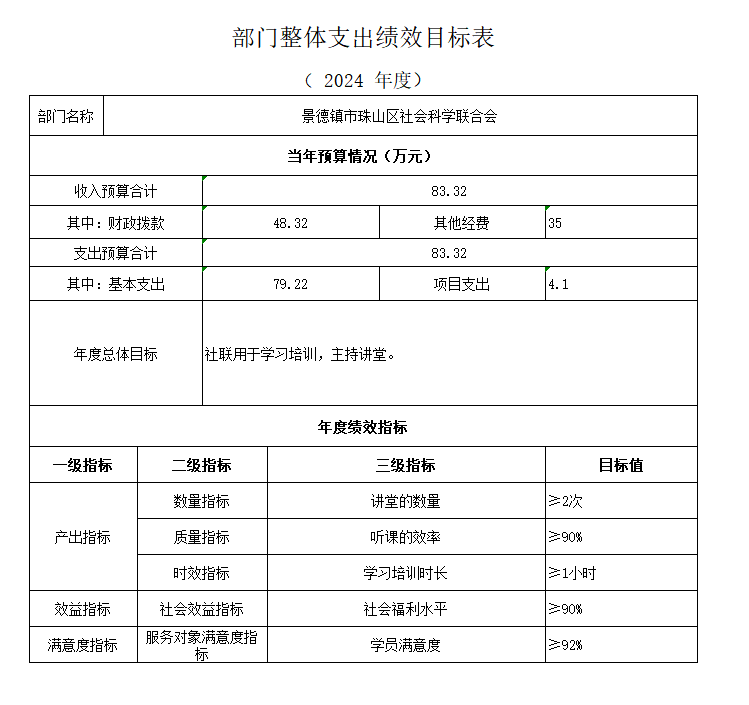 部门整体支出绩效目标表
（ 2024 年度）
部门名称 景德镇市珠山区社会科学联合会
当年预算情况（万元）
收入预算合计 83.32
其中：财政拨款 48.32 其他经费 35
支出预算合计 83.32
其中：基本支出 79.22 项目支出 4.1
年度总体目标 社联用于学习培训，主持讲堂。
年度绩效指标
一级指标 二级指标 三级指标 目标值
产出指标 数量指标 讲堂的数量 ≥2次
质量指标 听课的效率 ≥90%
时效指标 学习培训时长 ≥1小时
效益指标 社会效益指标 社会福利水平 ≥90%
满意度指标 服务对象满意度指
标 学员满意度 ≥92%